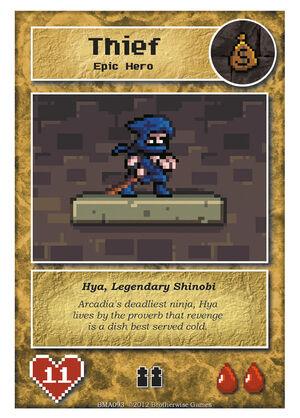 Thief
Epic Hero
S
Hya, Legendary Shinobi
Arcadia's deadliest ninja, Hya
lives by the proverb that revenge
is a dish best served cold.
11
BMA093 ©2012 Brotherwise Games